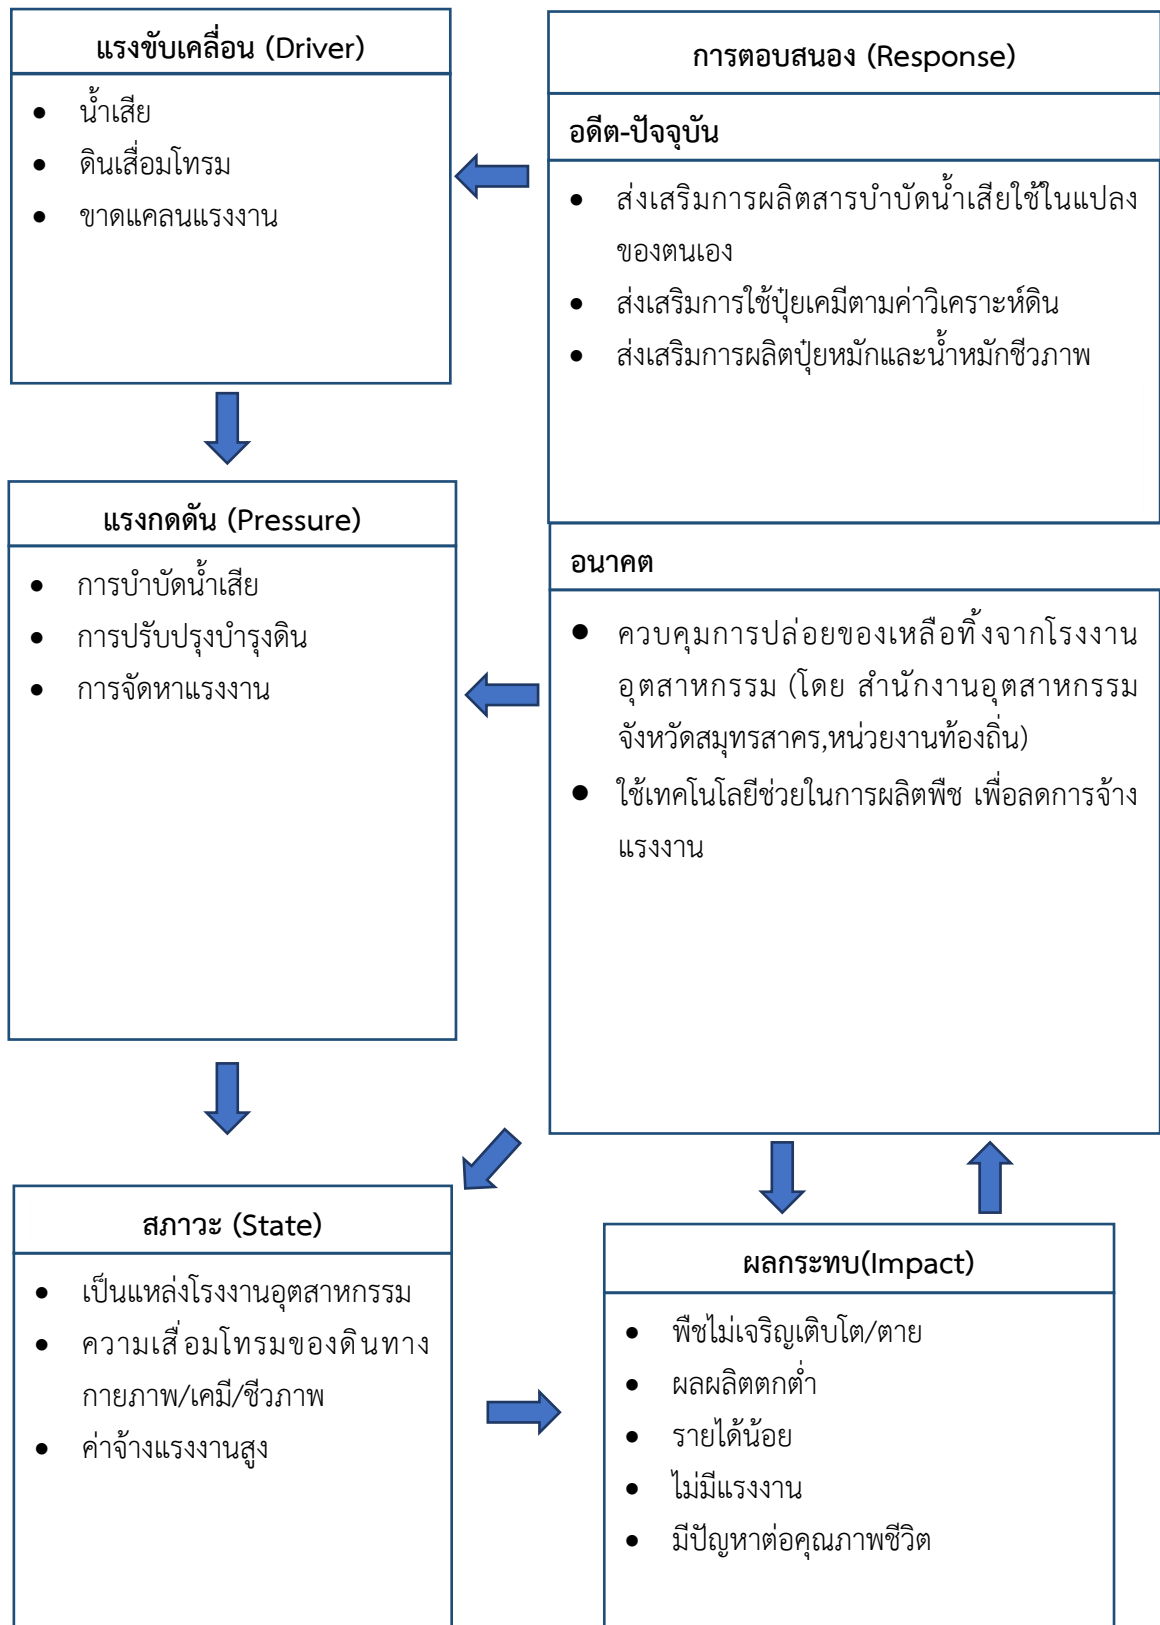 แรงขับเคลื่อน (Driver)
น้ำเสีย
ดินเสื่อมโทรม
ขาดแคลนแรงงาน
การตอบสนอง (Response)
อดีต-ปัจจุบัน
ส่งเสริมการผลิตสารบำบัดน้ำเสียใช้ในแปลง
ของตนเอง
ส่งเสริมการใช้ปุ๋ยเคมีตามค่าวิเคราะห์ดิน
ส่งเสริมการผลิตปุ๋ยหมักและน้ำหมักชีวภาพ
แรงกดดัน (Pressure)
การบำบัดน้ำเสีย
การปรับปรุงบำรุงดิน
การจัดหาแรงงาน
อนาคต
ควบคุมการปล่อยของเหลือทิ้งจากโรงงาน
อุตสาหกรรม (โดย สำนักงานอุตสาหกรรม
จังหวัดสมุทรสาคร,หน่วยงานท้องถิ่น)
ใช้เทคโนโลยีช่วยในการผลิตพืช เพื่อลดการจ้าง
แรงงาน
สภาวะ (State)
เป็นแหล่งโรงงานอุตสาหกรรม
ความเสื่อมโทรมของดินทาง
กายภาพ/เคมี/ชีวภาพ
ค่าจ้างแรงงานสูง
ผลกระทบ(Impact)
พืชไม่เจริญเติบโต/ตาย
ผลผลิตตกต่ำ
รายได้น้อย
ไม่มีแรงงาน
มีปัญหาต่อคุณภาพชีวิต